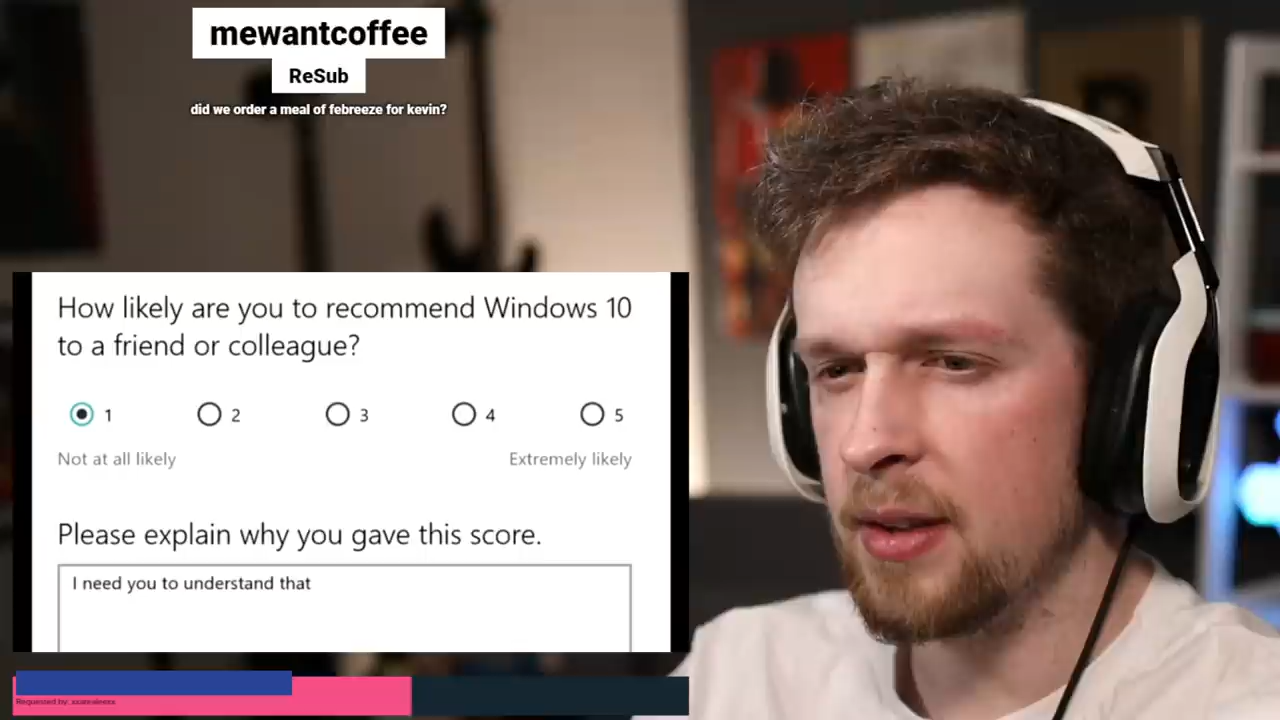 mewantcoffee
ReSub
did we order a meal of febreeze for kevin?
How likely are you to recommend Windows 10
to a friend or colleague?
1 2 3 4 5
Not at all likely Extremely likely
Please explain why you gave this score.
I need you to understand that
Requested by: